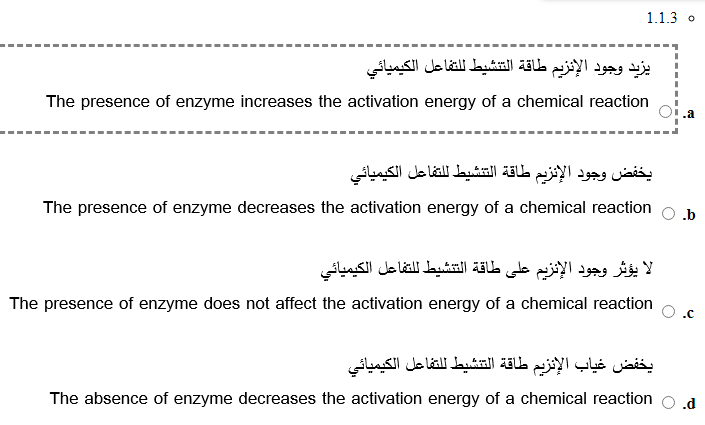 1.1.3
يزيد وجود الإنزيم طاقة التنشيط للتفاعل الكيميائي
The presence of enzyme increases the activation energy of a chemical reaction
.a
يخفض وجود الإنزيم طاقة التنشيط للتفاعل الكيميائي
The presence of enzyme decreases the activation energy of a chemical reaction
.b
لا يؤثر وجود الإنزيم على طاقة التنشيط للتفاعل الكيميائي
The presence of enzyme does not affect the activation energy of a chemical reaction
.c
يخفض غياب الإنزيم طاقة التنشيط للتفاعل الكيميائي
The absence of enzyme decreases the activation energy of a chemical reaction
.d